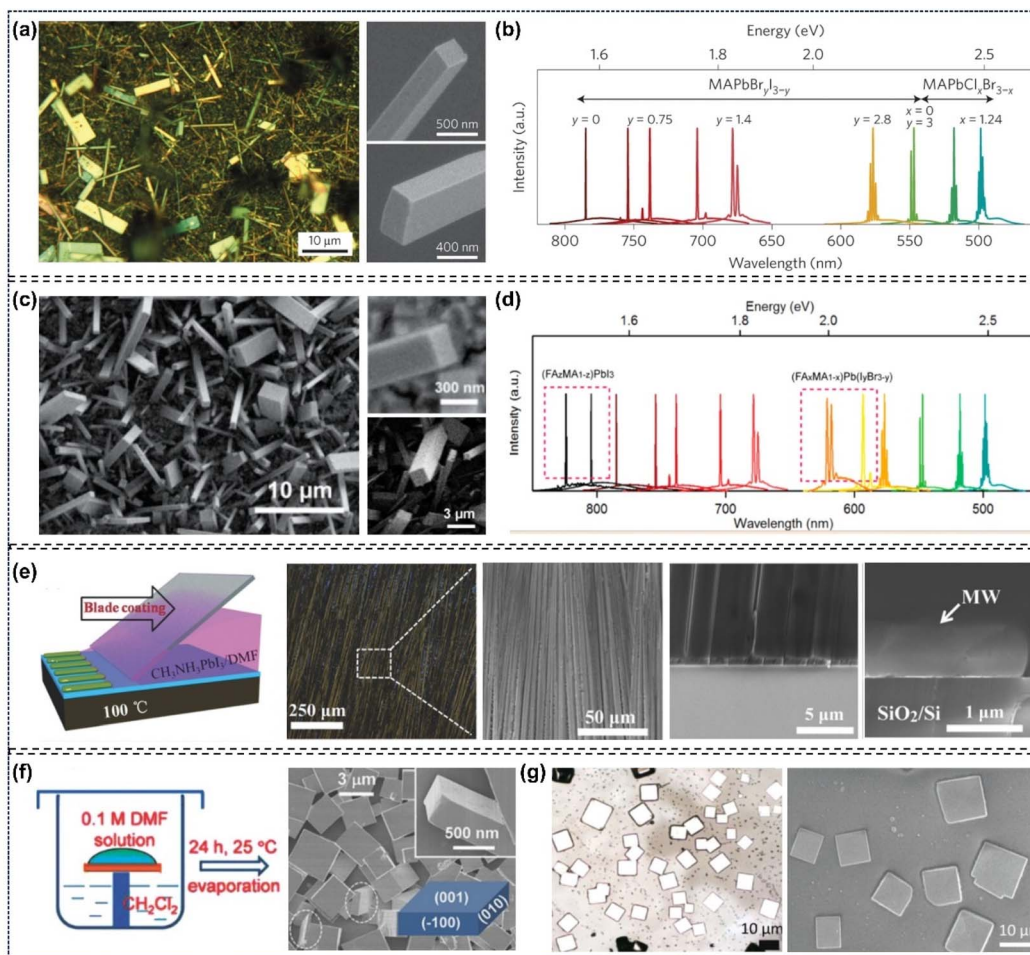 (a)
10 µm
500 nm
400 nm
(b)
Energy (eV)
1.6 1.8 2.1 2.5
MAPbBr_yI_{3−y} MAPbCl_xBr_{3−x}
y = 0 y = 0.75 y = 1.4 y = 2.8 x = 0 y = 3 x = 1.24
Intensity (a.u.)
800 750 700 650 600 550 500
Wavelength (nm)
(c)
10 µm
300 nm
3 µm
(d)
Energy (eV)
1.6 1.8 2.0 2.5
(FAzMA1-z)PbI3
(FAxMA1-x)Pb(IyBr3-y)
Intensity (a.u.)
800 700 600 500
Wavelength (nm)
(e)
Blade coating
CH₃NH₃PbI₃/DMF
100 ℃
250 µm
50 µm
5 µm
MW
SiO₂/Si
1 µm
(f)
0.1 M DMF
solution
CH₂Cl₂
24 h, 25 °C
evaporation
3 µm
500 nm
(001)
(-100)
(010)
(g)
10 µm
10 µm